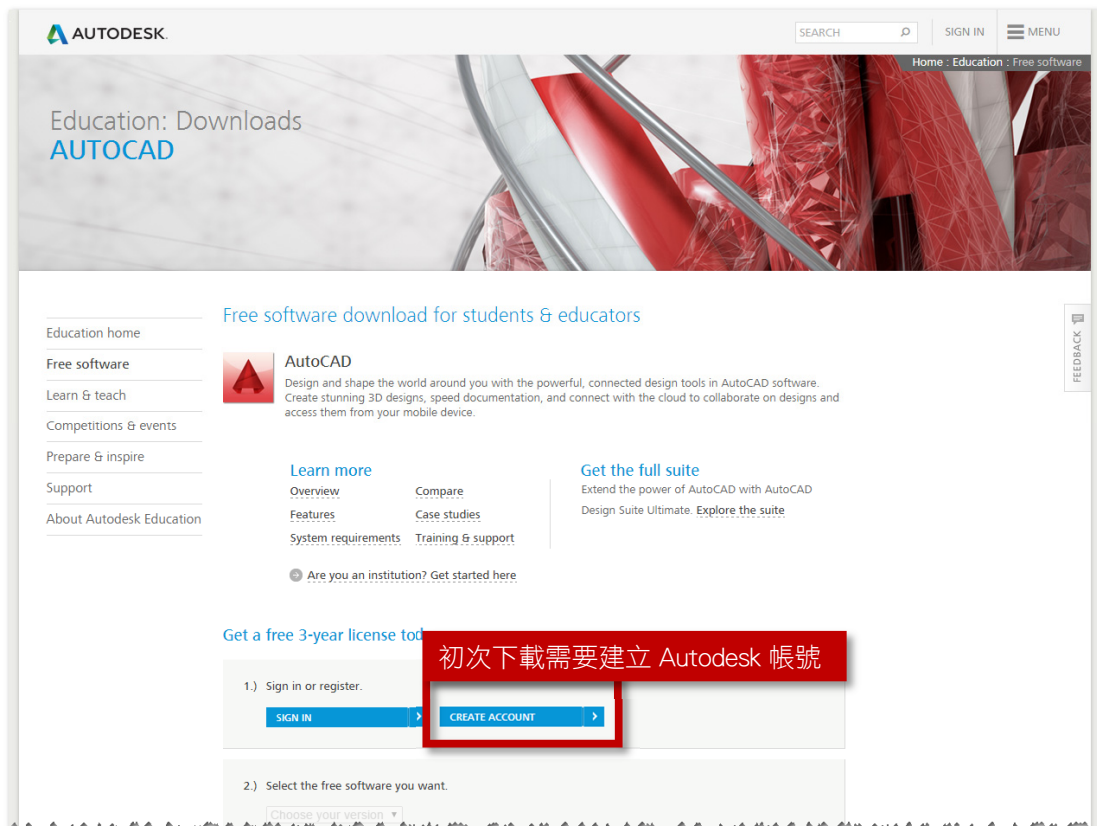 AUTODESK.
SEARCH
SIGN IN
MENU
Home : Education : Free software
Education: Downloads
AUTOCAD
Education home
Free software
Learn & teach
Competitions & events
Prepare & inspire
Support
About Autodesk Education
Free software download for students & educators
AutoCAD
Design and shape the world around you with the powerful, connected design tools in AutoCAD software.
Create stunning 3D designs, speed documentation, and connect with the cloud to collaborate on designs and
access them from your mobile device.
Learn more
Overview
Compare
Features
Case studies
System requirements
Training & support
Get the full suite
Extend the power of AutoCAD with AutoCAD
Design Suite Ultimate. Explore the suite
Are you an institution? Get started here
FEEDBACK
Get a free 3-year license tod
初次下載需要建立 Autodesk 帳號
1.) Sign in or register.
SIGN IN
CREATE ACCOUNT
2.) Select the free software you want.
Choose your version